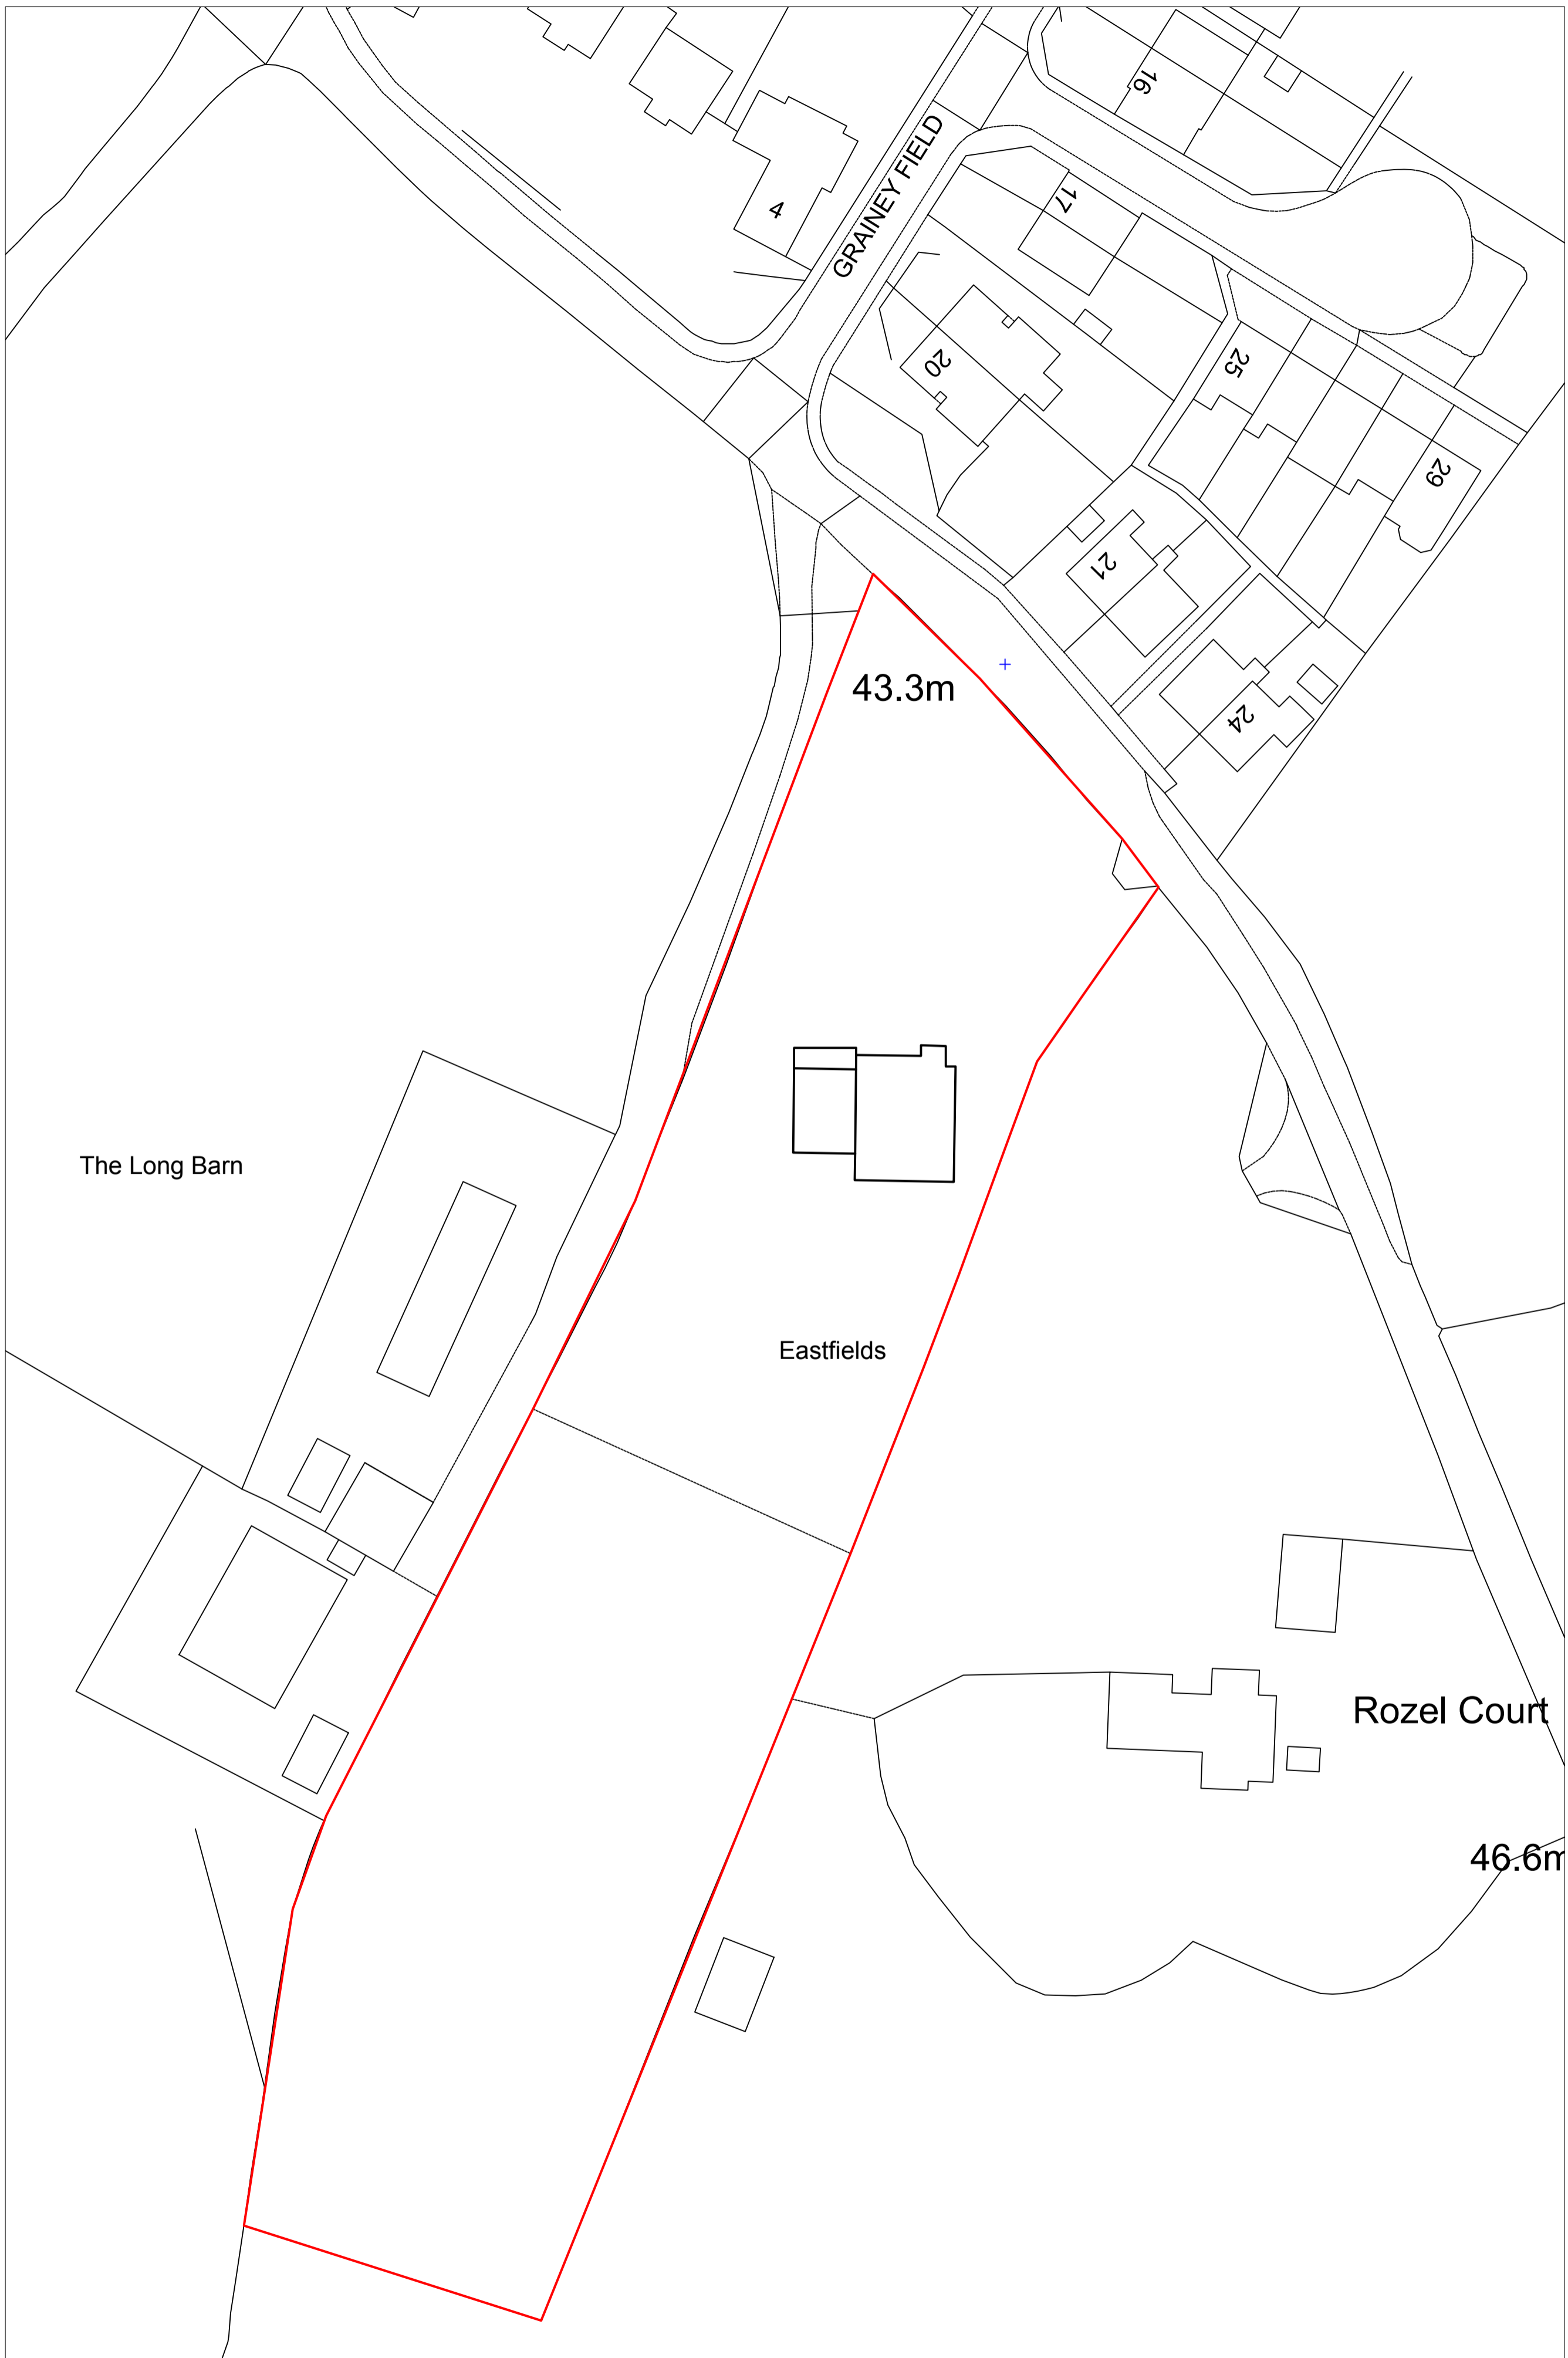 16
GRAINEY FIELD
17
4
20
25
29
21
43.3m
24
The Long Barn
Eastfields
Rozel Court
46.6m